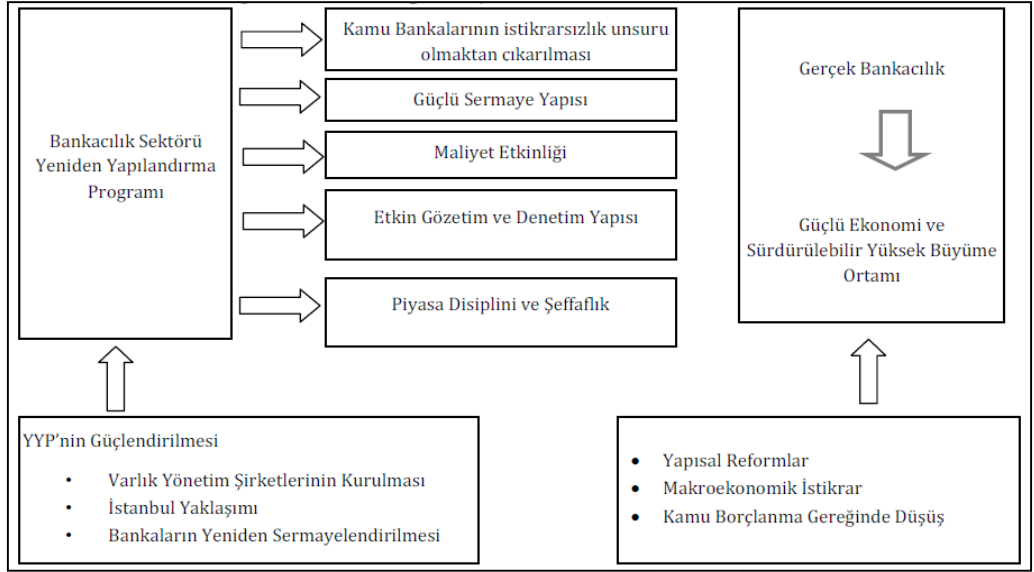 Bankacılık Sektörü
Yeniden Yapılandırma
Programı
Kamu Bankalarının istikrarsızlık unsuru
olmaktan çıkarılması
Güçlü Sermaye Yapısı
Maliyet Etkinliği
Etkin Gözetim ve Denetim Yapısı
Piyasa Disiplini ve Şeffaflık
Gerçek Bankacılık
Güçlü Ekonomi ve
Sürdürülebilir Yüksek Büyüme
Ortamı
YYP'nin Güçlendirilmesi
• Varlık Yönetim Şirketlerinin Kurulması
• İstanbul Yaklaşımı
• Bankaların Yeniden Sermayelendirilmesi
• Yapısal Reformlar
• Makroekonomik İstikrar
• Kamu Borçlanma Gereğinde Düşüş